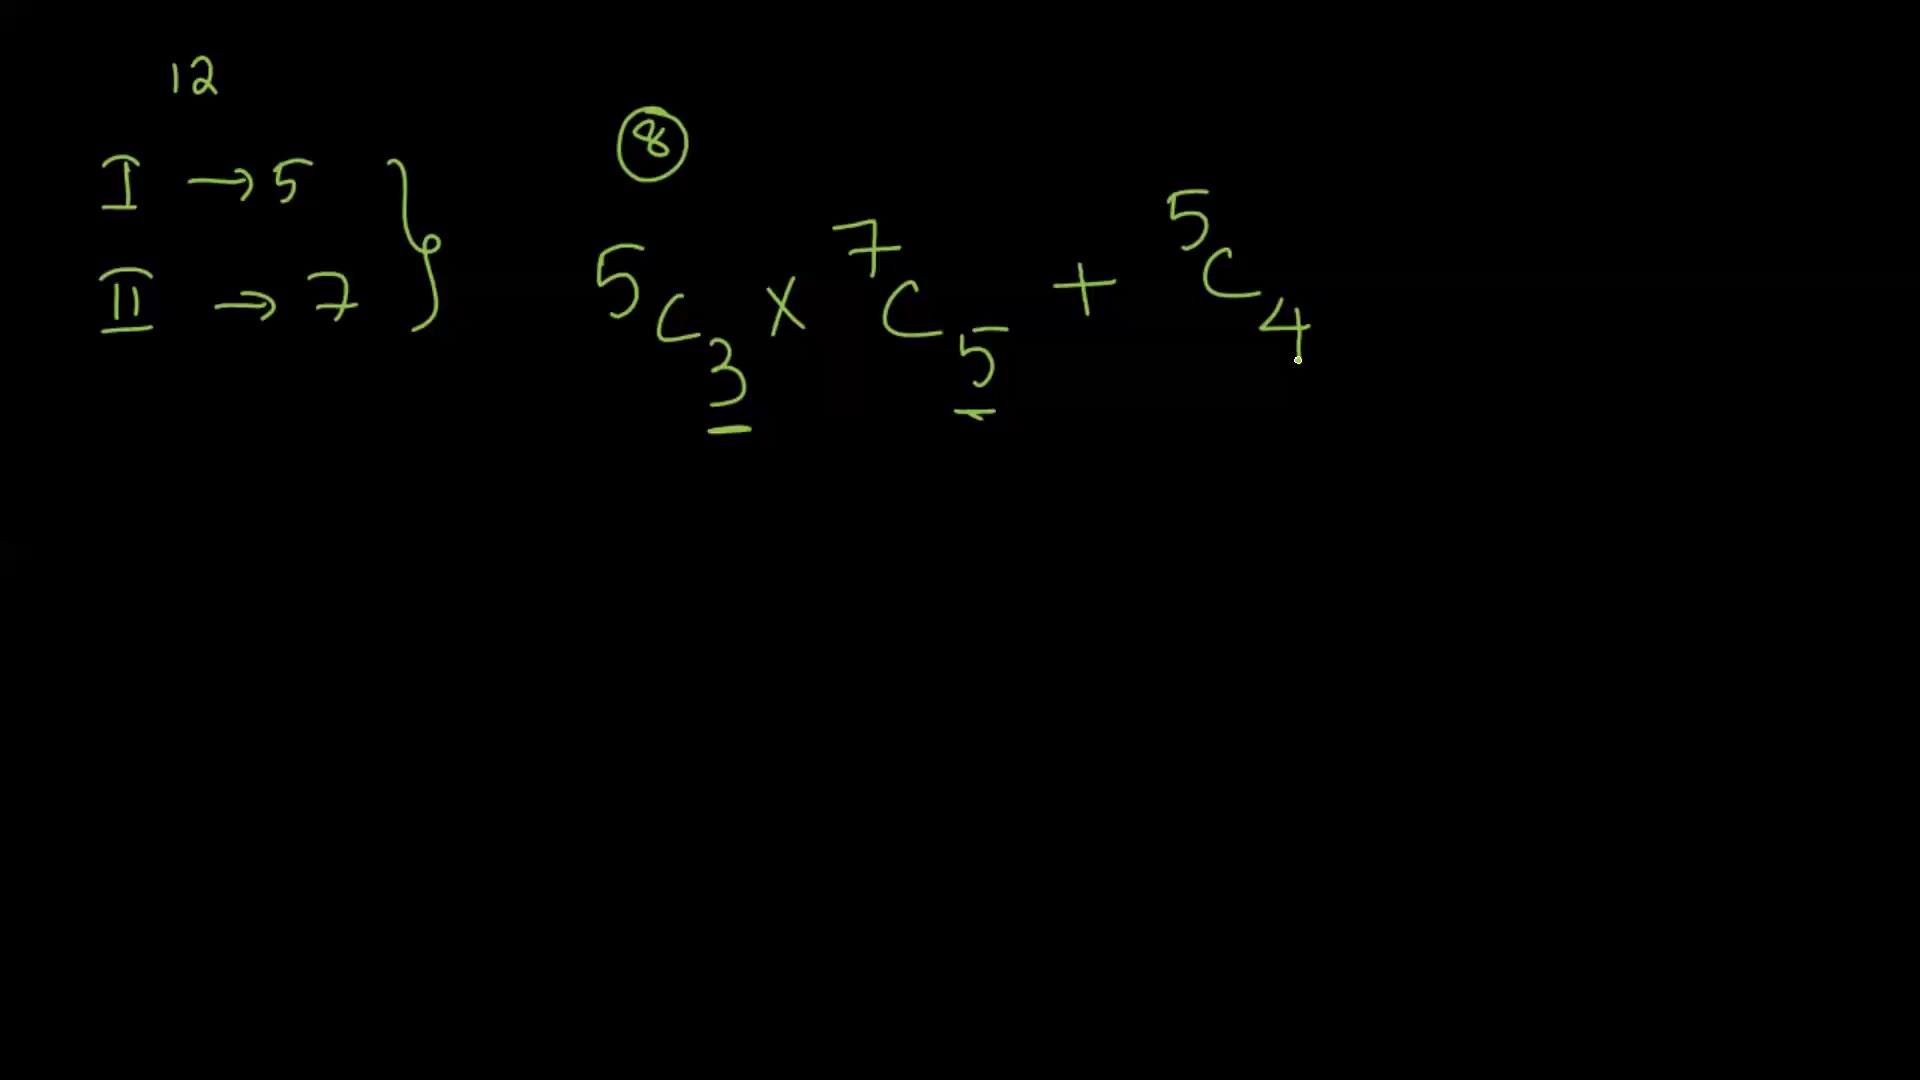 12
I → 5
II → 7
8
⁵C₃ × ⁷C₅ + ⁵C₄